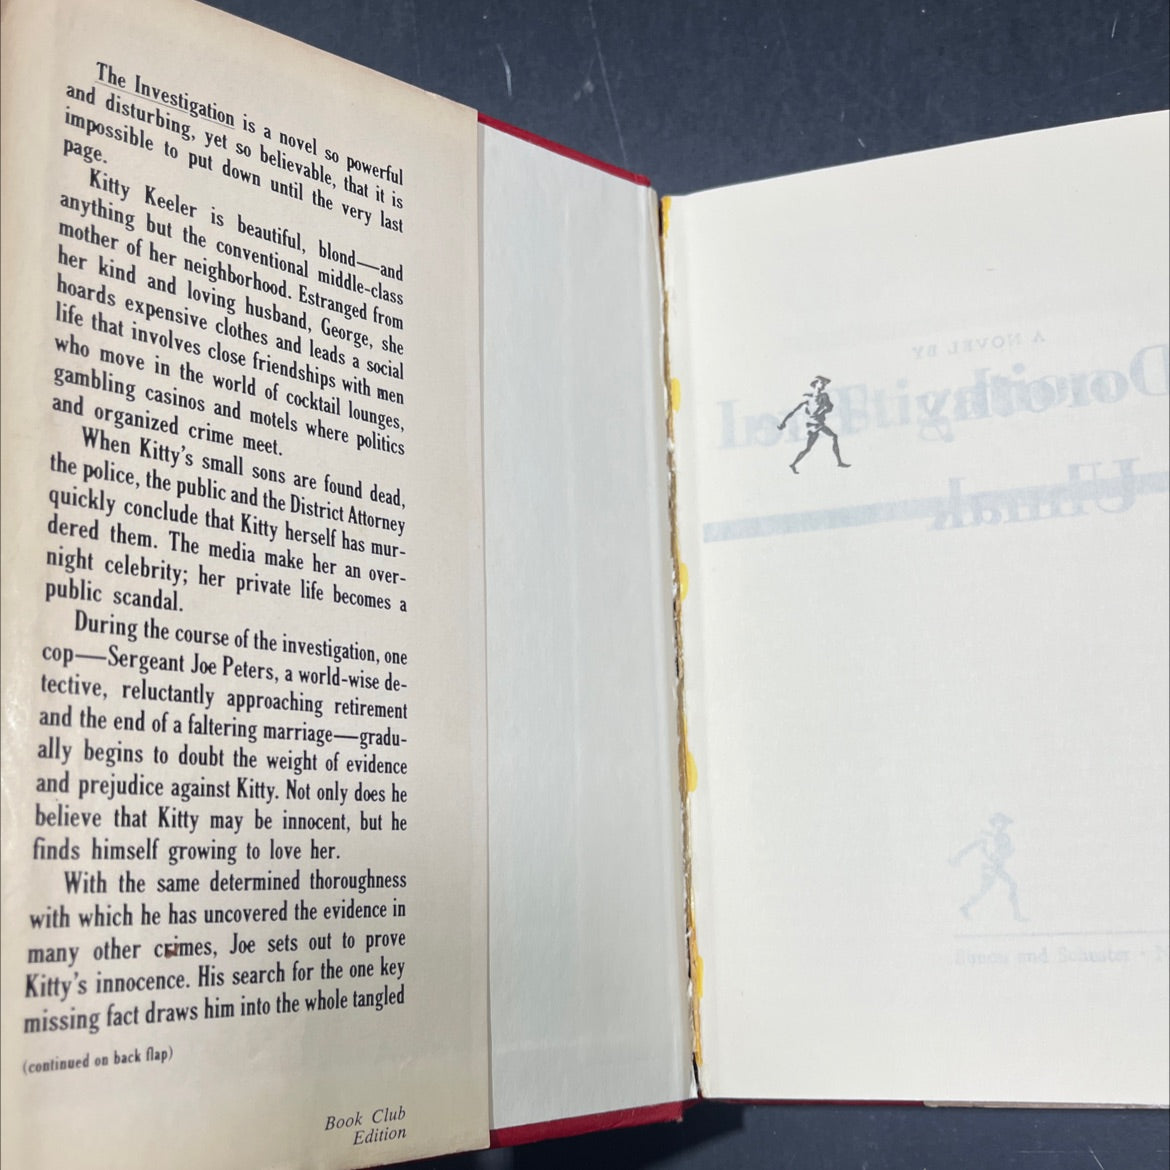 The Investigation is a novel so powerful
and disturbing, yet so believable, that it is
impossible to put down until the very last
page.
Kitty Keeler is beautiful, blond—and
anything but the conventional middle-class
mother of her neighborhood. Estranged from
her kind and loving husband, George, she
hoards expensive clothes and leads a social
life that involves close friendships with men
who move in the world of cocktail lounges,
gambling casinos and motels where politics
and organized crime meet.
When Kitty's small sons are found dead,
the police, the public and the District Attorney
quickly conclude that Kitty herself has mur-
dered them. The media make her an over-
night celebrity; her private life becomes a
public scandal.
During the course of the investigation, one
cop—Sergeant Joe Peters, a world-wise de-
tective, reluctantly approaching retirement
and the end of a faltering marriage—gradu-
ally begins to doubt the weight of evidence
and prejudice against Kitty. Not only does he
believe that Kitty may be innocent, but he
finds himself growing to love her.
With the same determined thoroughness
with which he has uncovered the evidence in
many other crimes, Joe sets out to prove
Kitty's innocence. His search for the one key
missing fact draws him into the whole tangled
(continued on back flap)
Book Club
Edition
A NOVEL BY
Dorothy
Uhnak
Simon and Schuster